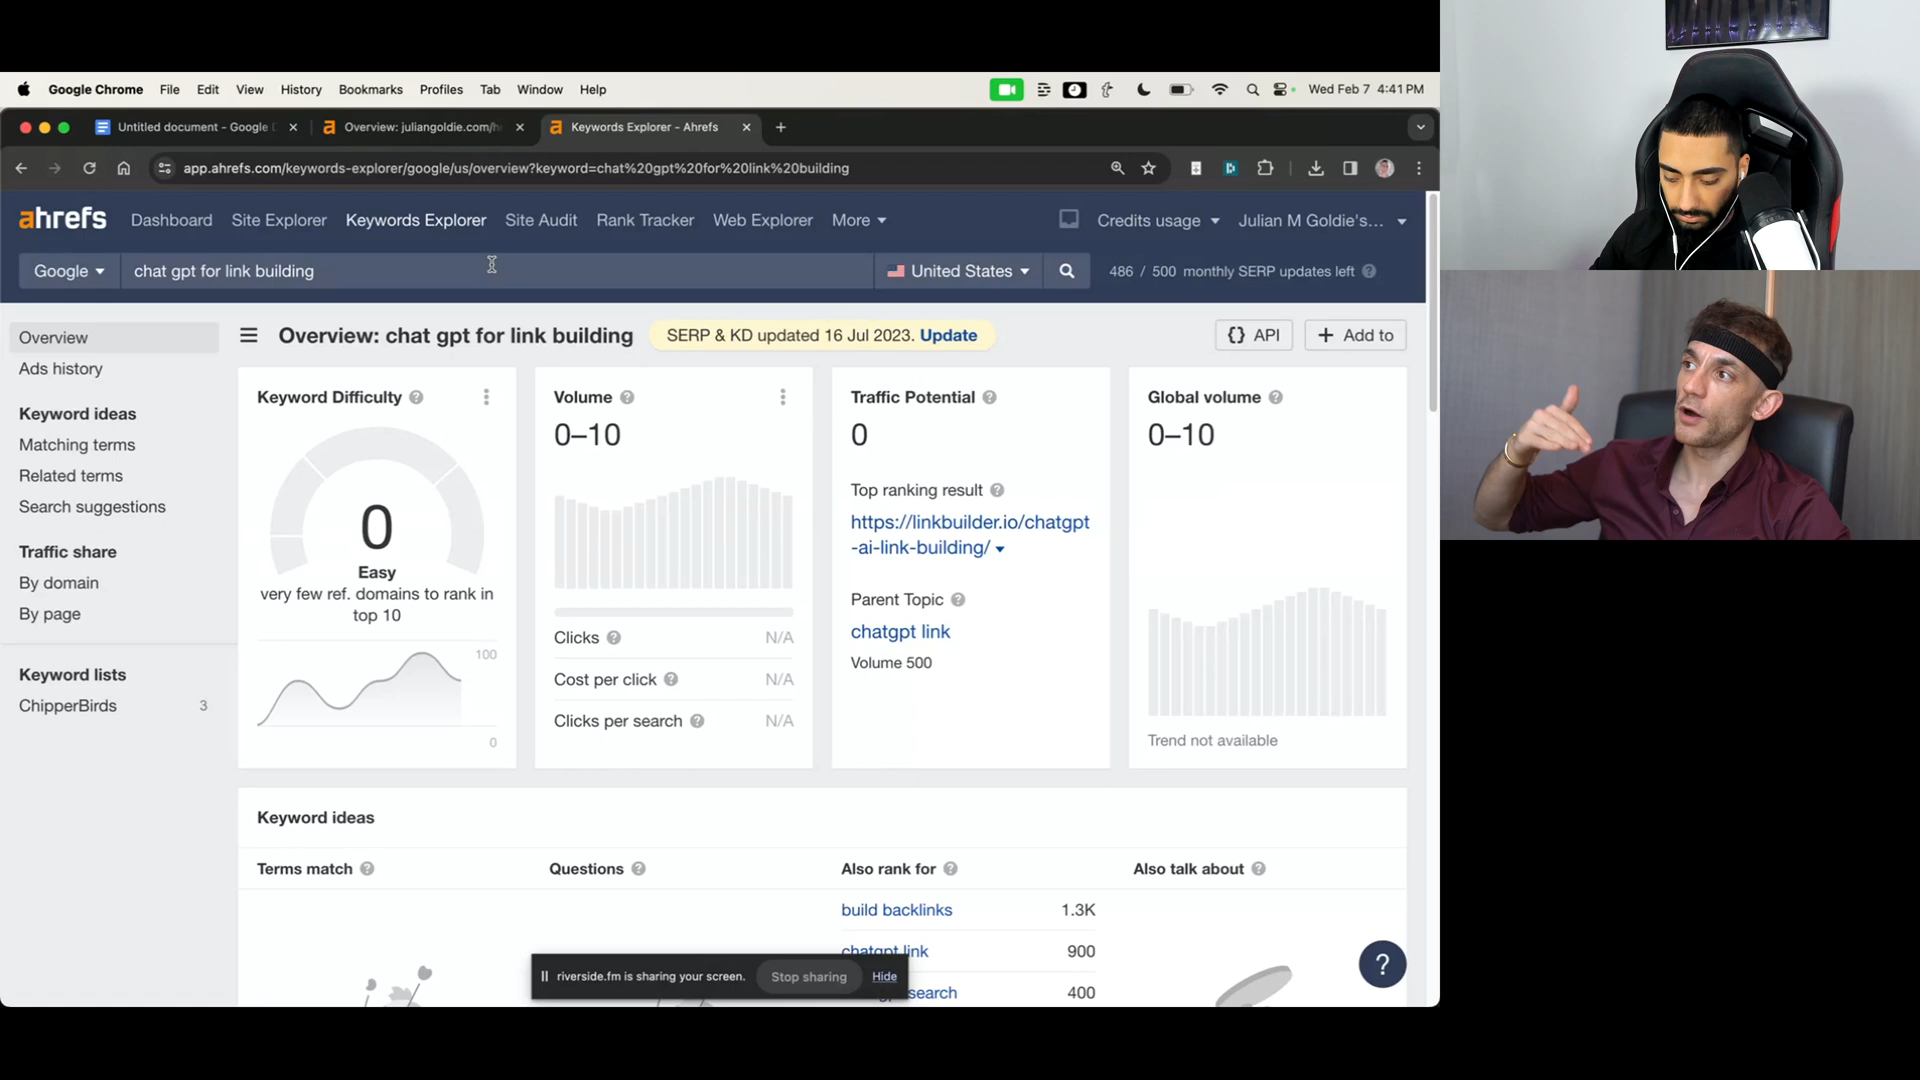 Google Chrome File Edit View History Bookmarks Profiles Tab Window Help Wed Feb 7 4:41 PM
Untitled document - Google Overview: juliangoldie.com/ Keywords Explorer - Ahrefs
app.ahrefs.com/keywords-explorer/google/us/overview?keyword=chat%20gpt%20for%20link%20building
ahrefs Dashboard Site Explorer Keywords Explorer Site Audit Rank Tracker Web Explorer More Credits usage Julian M Goldie's...
Google chat gpt for link building United States 486 / 500 monthly SERP updates left
Overview
Ads history
Keyword ideas
Matching terms
Related terms
Search suggestions
Traffic share
By domain
By page
Keyword lists
ChipperBirds 3
Overview: chat gpt for link building SERP & KD updated 16 Jul 2023. Update {} API + Add to
Keyword Difficulty
0
Easy
very few ref. domains to rank in
top 10
100
0
Volume
0–10
Clicks N/A
Cost per click N/A
Clicks per search N/A
Traffic Potential
0
Top ranking result
https://linkbuilder.io/chatgpt
-ai-link-building/
Parent Topic
chatgpt link
Volume 500
Global volume
0–10
Trend not available
Keyword ideas
Terms match Questions Also rank for Also talk about
build backlinks 1.3K
chatgpt link 900
search 400
riverside.fm is sharing your screen. Stop sharing Hide
?